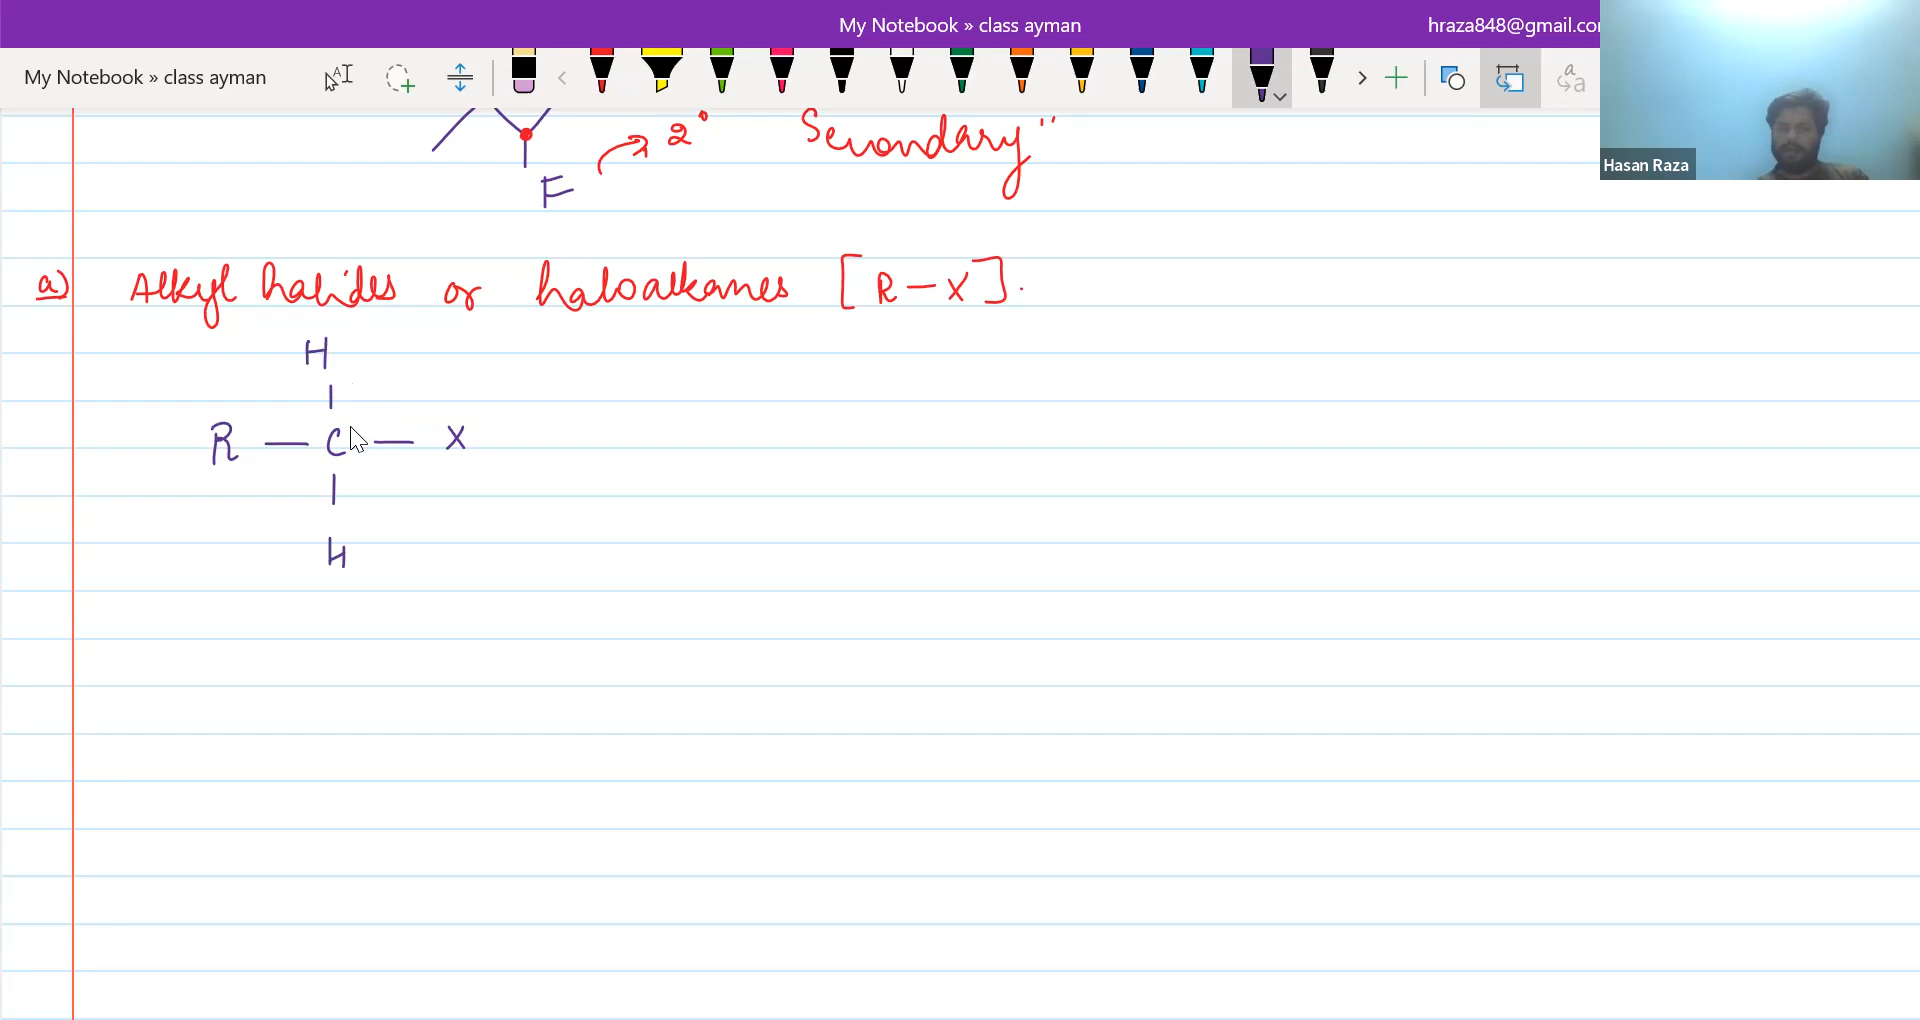 My Notebook » class ayman
hraza848@gmail.co
My Notebook » class ayman
Hasan Raza
2° Secondary"
F
a) Alkyl halides or haloalkanes [R-X].
H
|
R — C — X
|
H